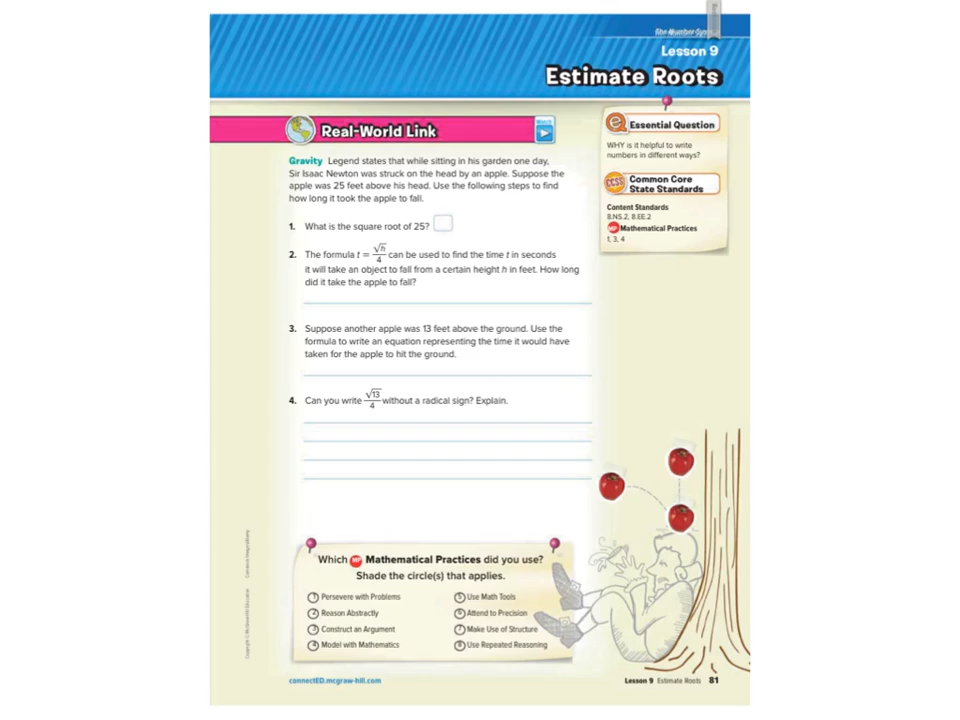 The Number System
Lesson 9
Estimate Roots
Real-World Link
Watch
Essential Question
WHY is it helpful to write
numbers in different ways?
CCSS Common Core
State Standards
Content Standards
8.NS.2, 8.EE.2
MP Mathematical Practices
1, 3, 4
Gravity Legend states that while sitting in his garden one day,
Sir Isaac Newton was struck on the head by an apple. Suppose the
apple was 25 feet above his head. Use the following steps to find
how long it took the apple to fall.
1. What is the square root of 25?
2. The formula t = √h/4 can be used to find the time t in seconds
it will take an object to fall from a certain height h in feet. How long
did it take the apple to fall?
3. Suppose another apple was 13 feet above the ground. Use the
formula to write an equation representing the time it would have
taken for the apple to hit the ground.
4. Can you write √13/4 without a radical sign? Explain.
Which MP Mathematical Practices did you use?
Shade the circle(s) that applies.
1 Persevere with Problems
2 Reason Abstractly
3 Construct an Argument
4 Model with Mathematics
5 Use Math Tools
6 Attend to Precision
7 Make Use of Structure
8 Use Repeated Reasoning
Copyright © McGraw-Hill Education
connectED.mcgraw-hill.com
Lesson 9 Estimate Roots 81